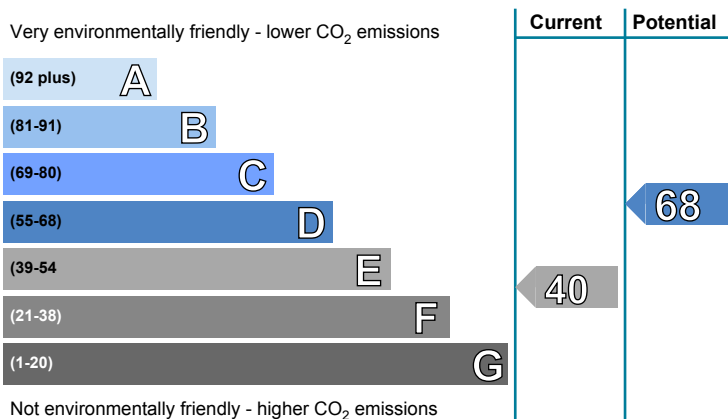 Current Potential
Very environmentally friendly - lower CO2 emissions
(92 plus) A
(81-91) B
(69-80 C
(55-68) D
68
(39-54 E
40
(21-38) F
(1-20) G
Not environmentally friendly - higher CO2 emissions